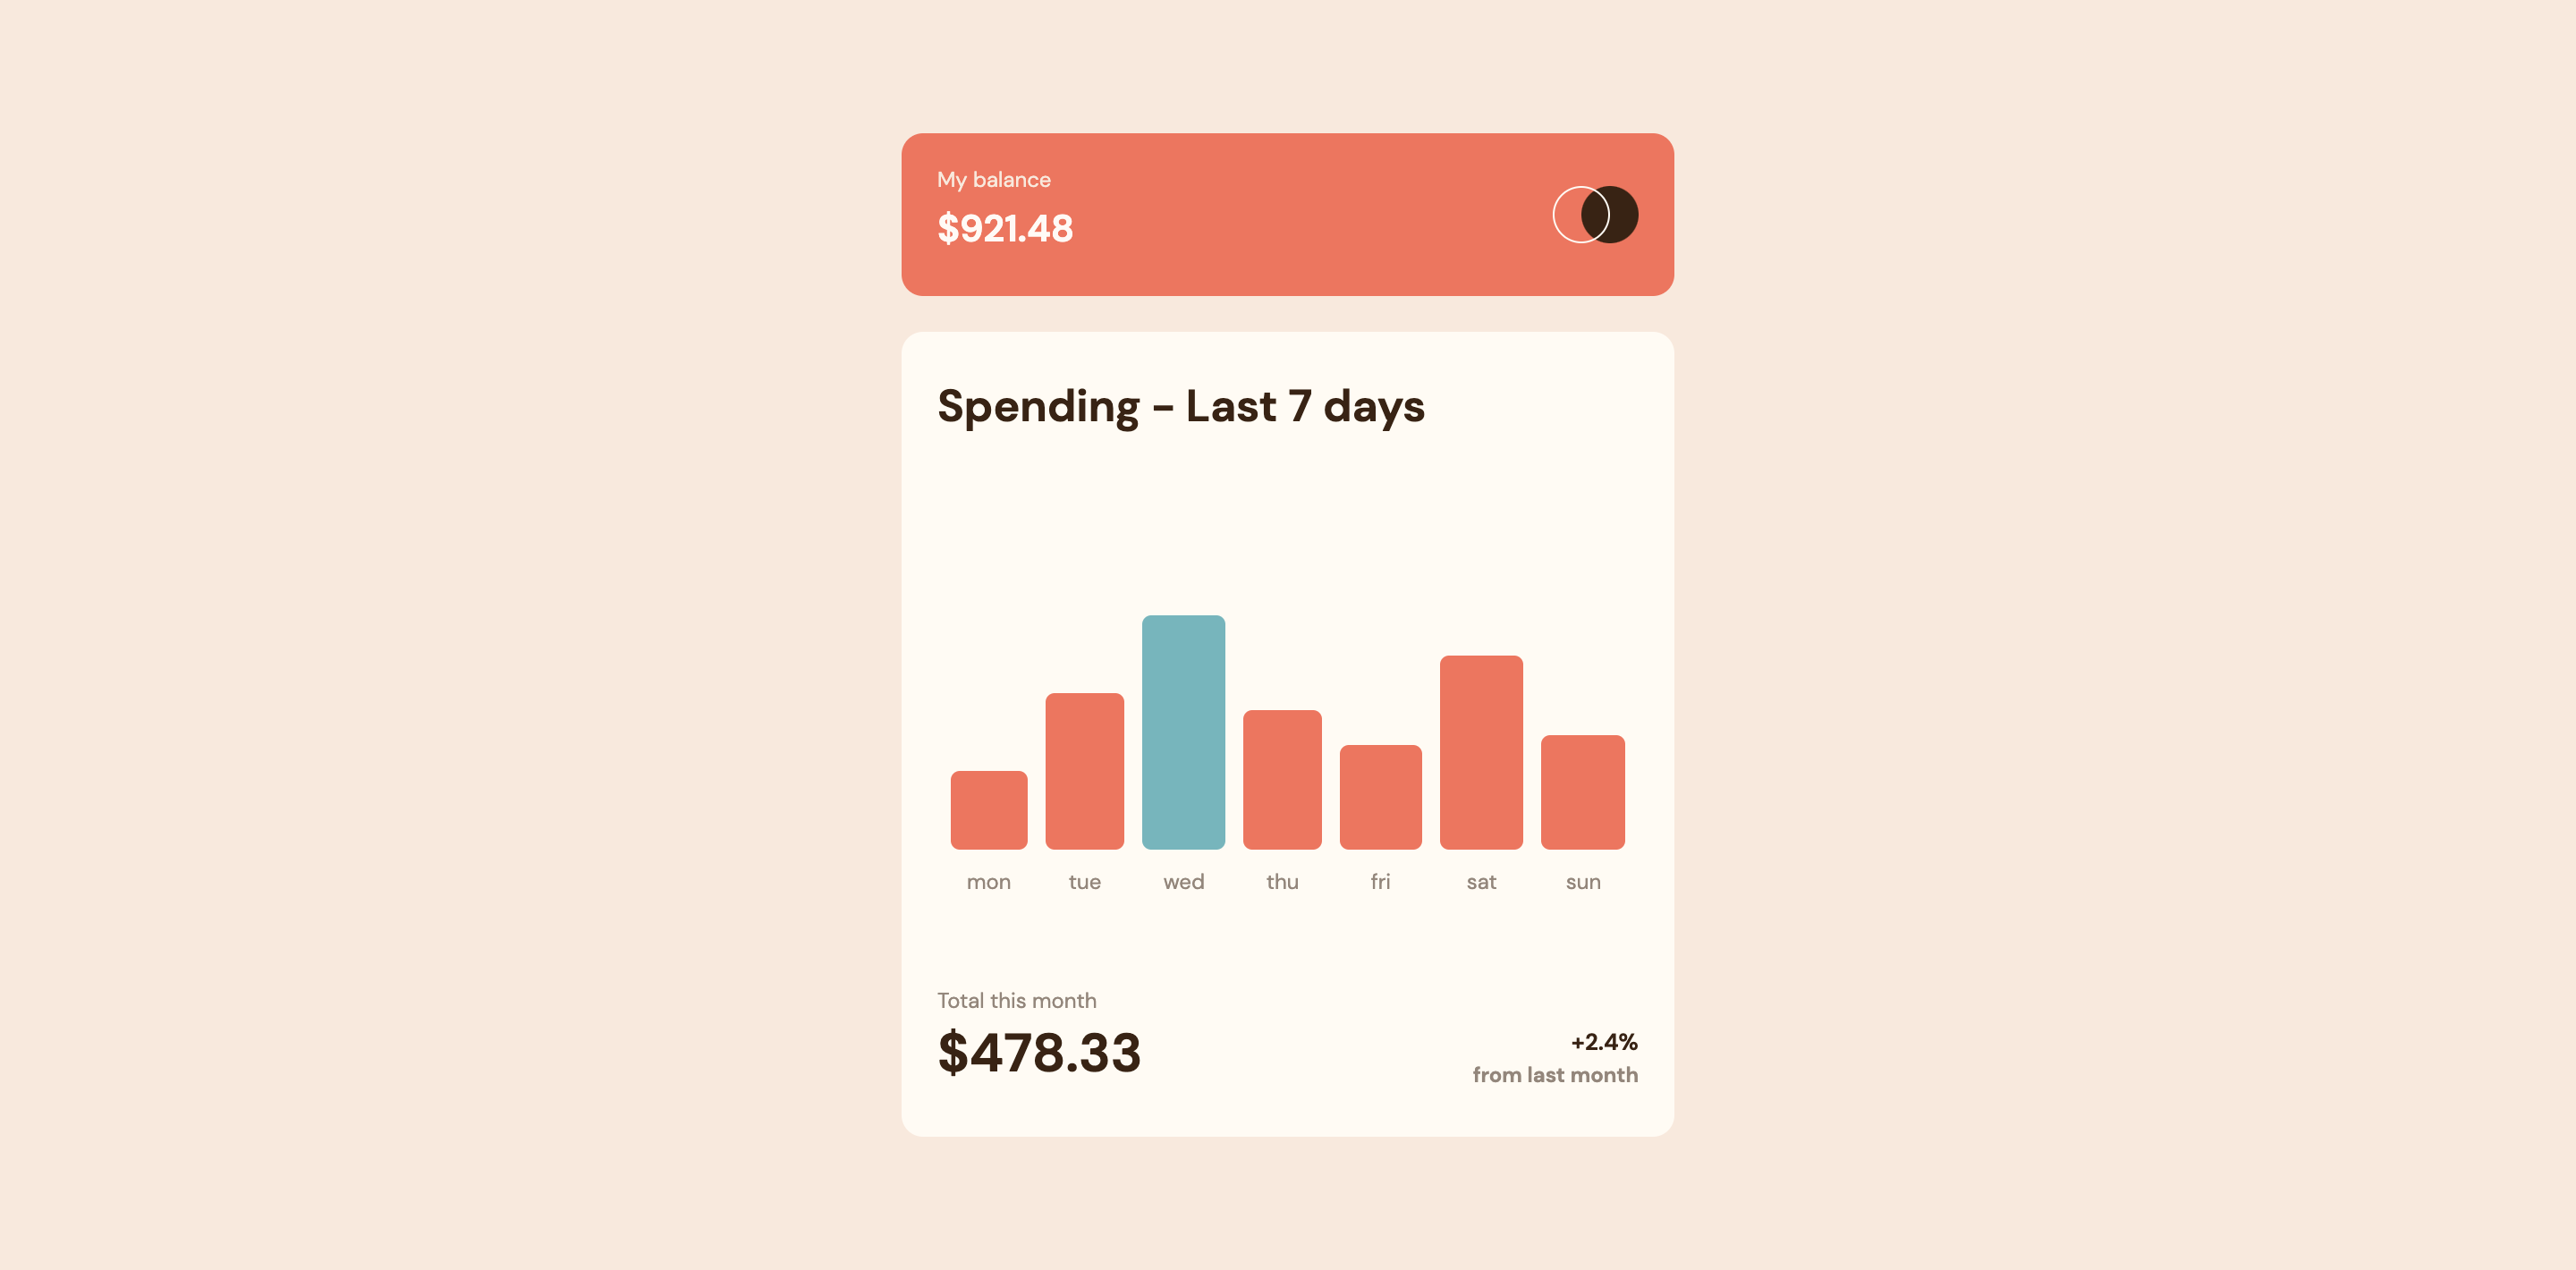 My balance
$921.48
Spending - Last 7 days
mon tue wed thu fri sat sun
Total this month
$478.33
+2.4%
from last month